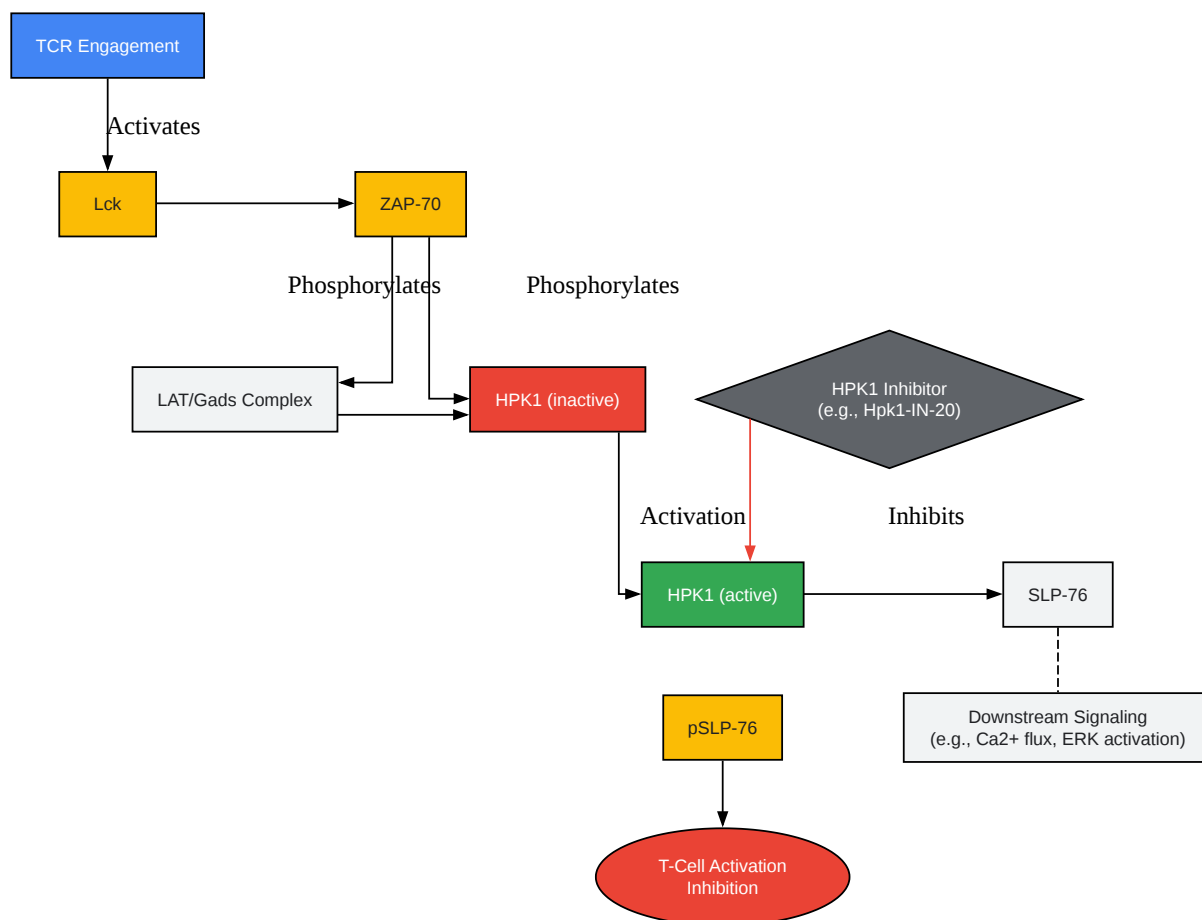 TCR Engagement
Activates
Lck
ZAP-70
Phosphorylates
Phosphorylates
LAT/Gads Complex
HPK1 (inactive)
HPK1 Inhibitor
(e.g., Hpk1-IN-20)
Activation
Inhibits
HPK1 (active)
SLP-76
pSLP-76
Downstream Signaling
(e.g., Ca2+ flux, ERK activation)
T-Cell Activation
Inhibition